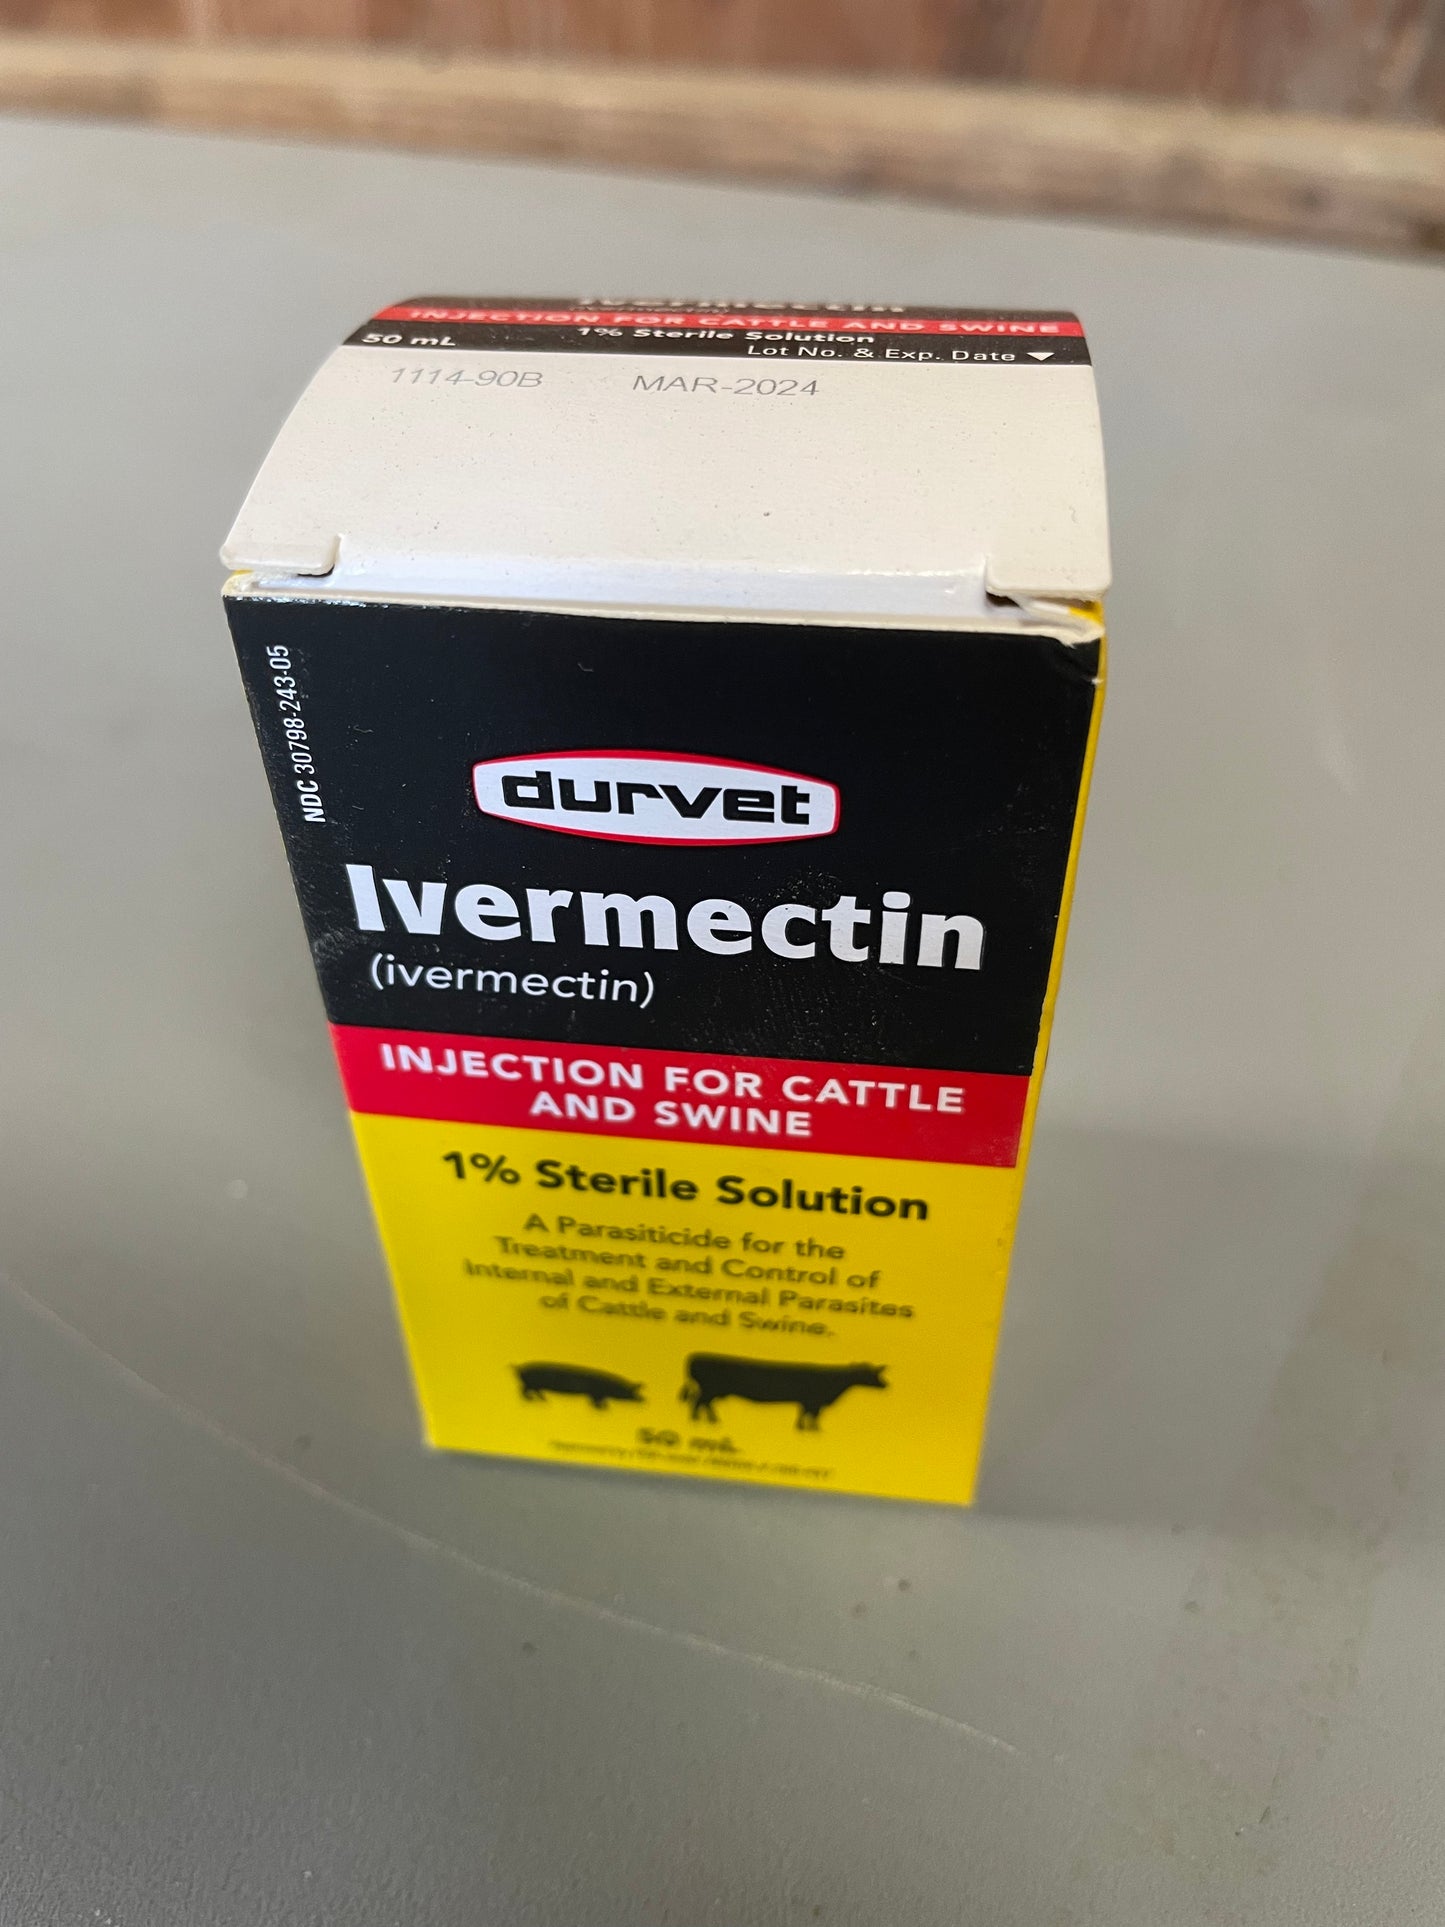 Ivermectin
(ivermectin)
INJECTION FOR CATTLE AND SWINE
1% Sterile Solution
50 mL
Lot No. & Exp. Date ▼
1114-90B MAR-2024
NDC 30798-243-05
durvet
Ivermectin
(ivermectin)
INJECTION FOR CATTLE
AND SWINE
1% Sterile Solution
A Parasiticide for the
Treatment and Control of
Internal and External Parasites
of Cattle and Swine.
50 mL